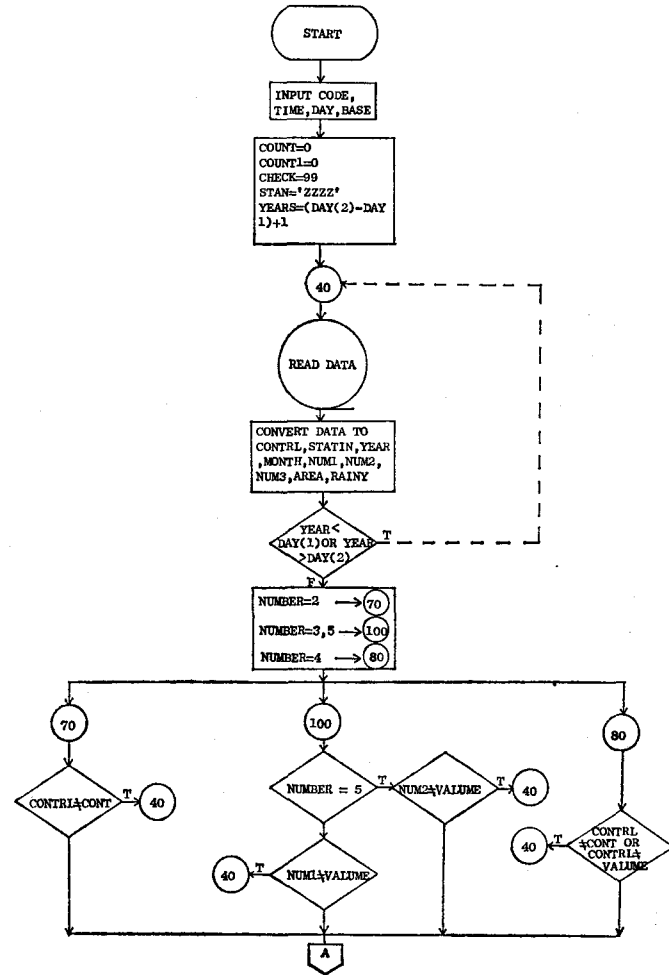 START
INPUT CODE,
TIME,DAY,BASE
COUNT=0
COUNT1=0
CHECK=99
STAN='ZZZZ'
YEARS=(DAY(2)-DAY
1)+1
40
READ DATA
CONVERT DATA TO
CONTRL,STATIN,YEAR
,MONTH,NUM1,NUM2,
NUM3,AREA,RAINY
YEAR<
DAY(1)OR YEAR
>DAY(2)
T
F
NUMBER=2 → 70
NUMBER=3,5 → 100
NUMBER=4 → 80
70
100
80
CONTRL≠CONT
T
40
NUMBER = 5
T
NUM2≠VALUME
T
40
CONTRL
≠CONT OR
CONTRL≠
VALUME
T
40
NUM1≠VALUME
T
40
A